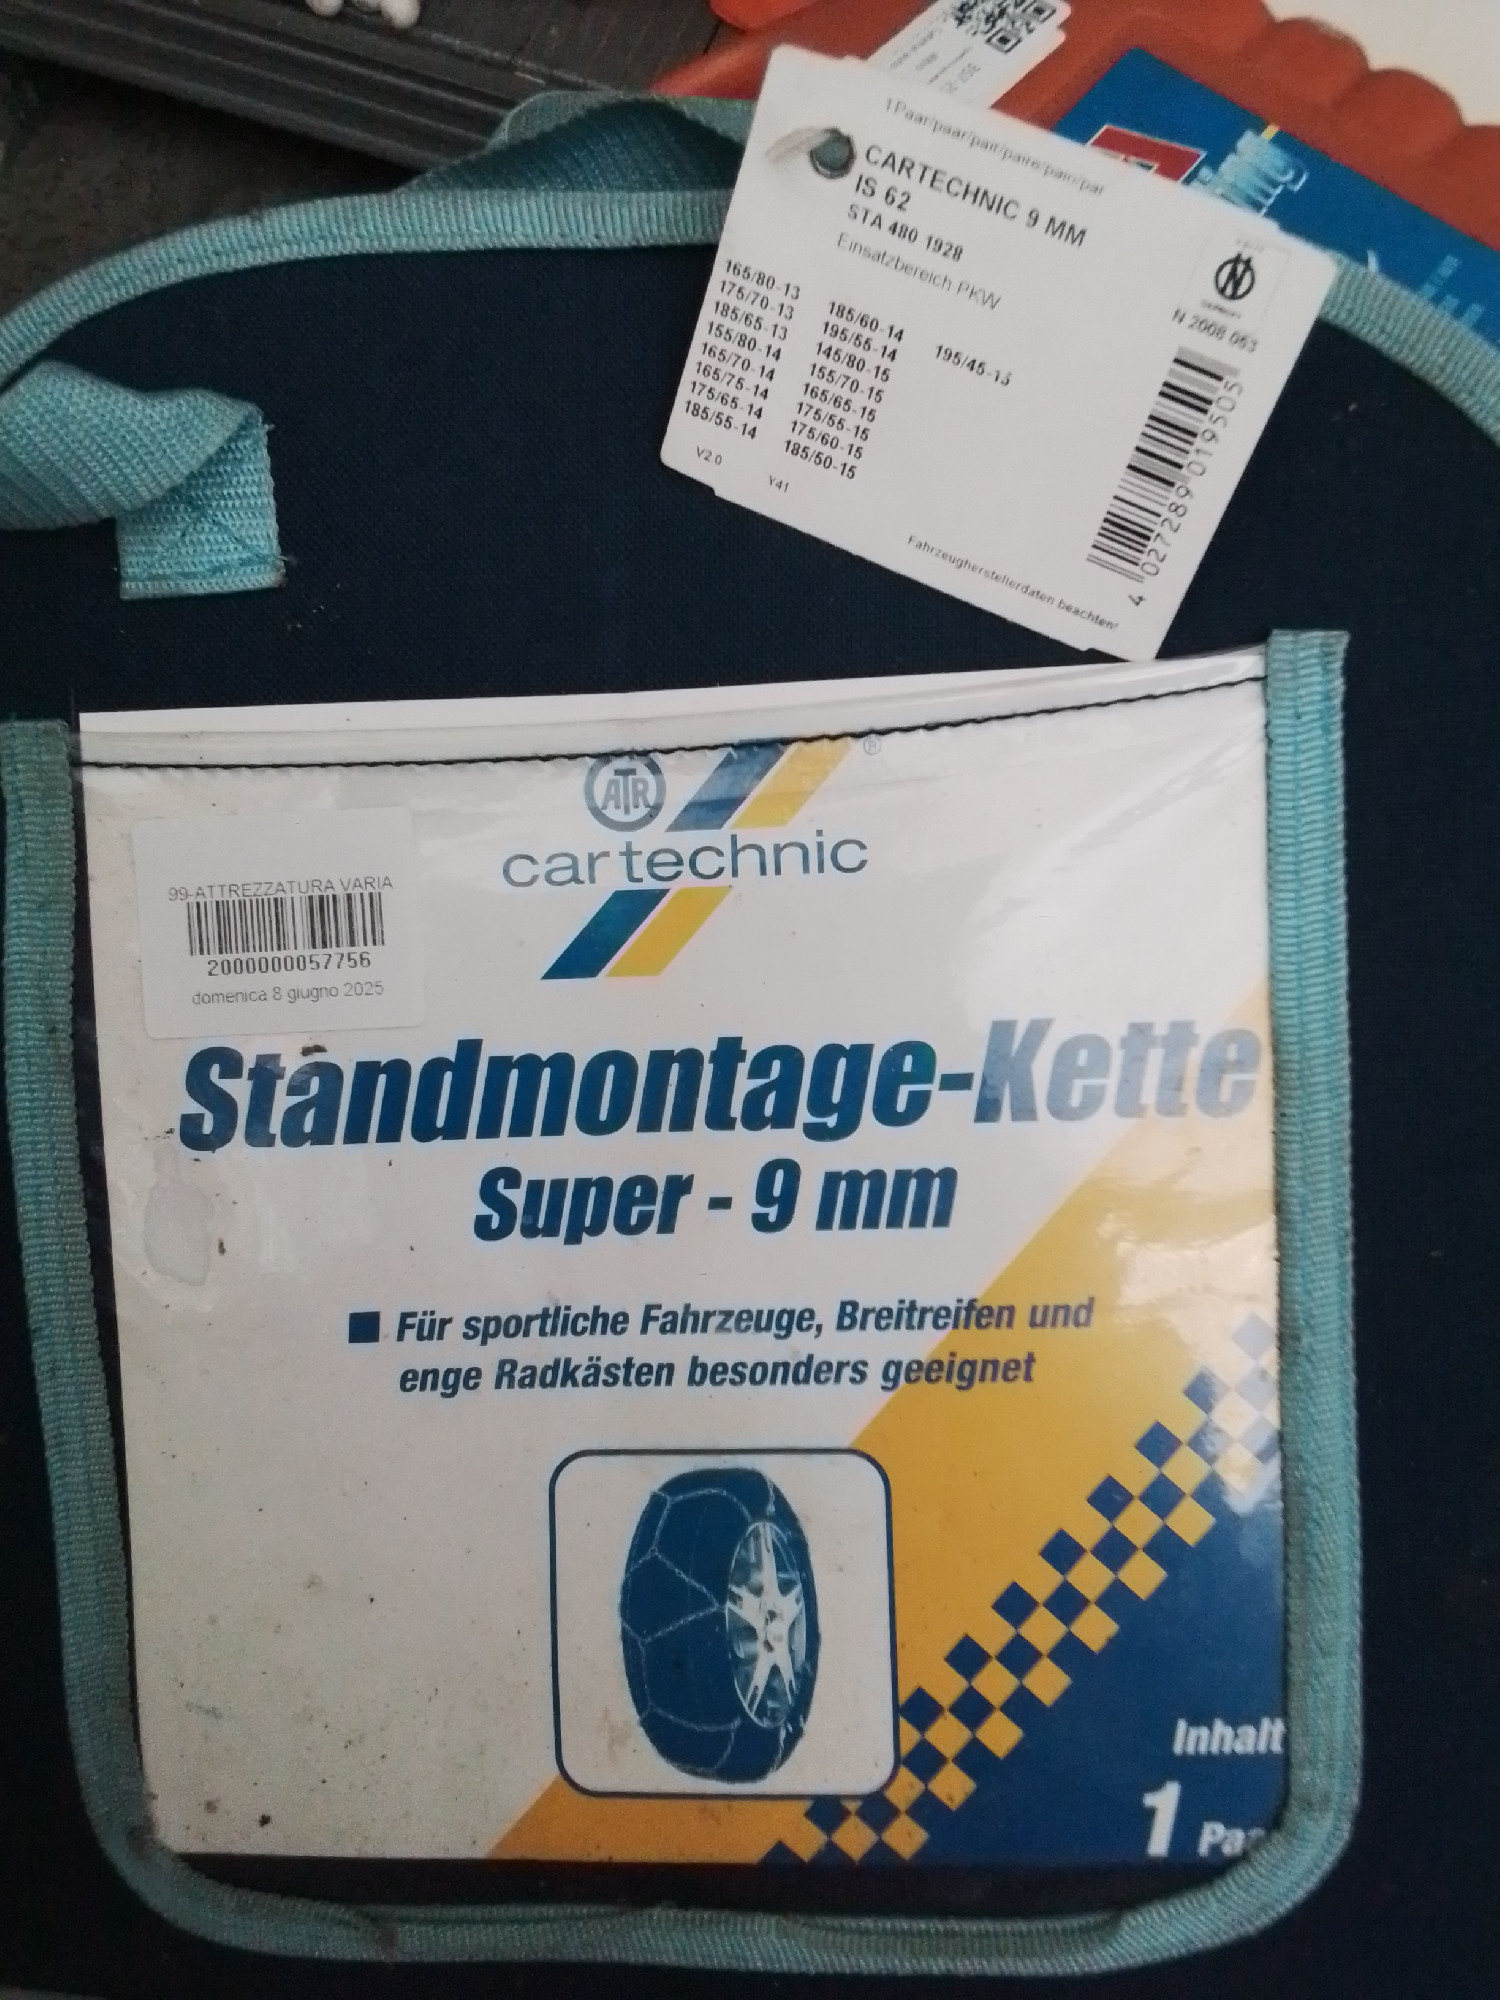 1Paar/paar/pair/paire/paio/par
CARTECHNIC 9 MM
IS 62
STA 480 1928
Einsatzbereich PKW
165/80-13
175/70-13
185/65-13
155/80-14
165/70-14
165/75-14
175/65-14
185/55-14
185/60-14
195/55-14
145/80-15
155/70-15
165/65-15
175/55-15
175/60-15
185/50-15
195/45-15
V2.0
Y41
N 2008 063
4 027289 019505
Fahrzeugherstellerdaten beachten!
ATR
®
cartechnic
99-ATTREZZATURA VARIA
2000000057756
domenica 8 giugno 2025
Standmontage-Kette
Super - 9 mm
■ Für sportliche Fahrzeuge, Breitreifen und
enge Radkästen besonders geeignet
Inhalt
1 Paar